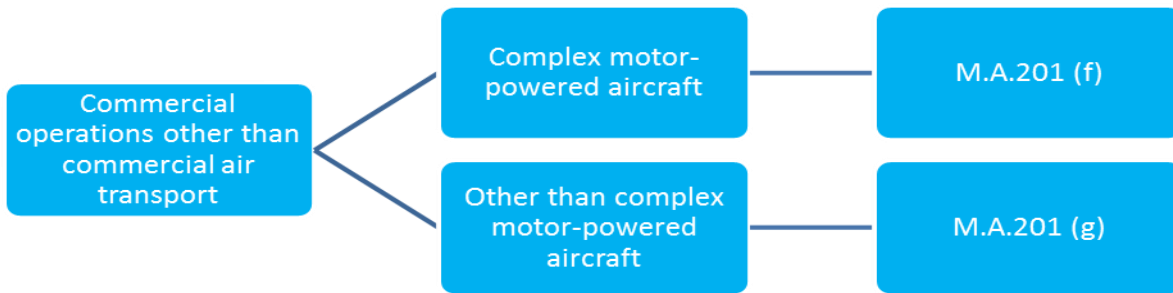 Commercial
operations other than
commercial air
transport
Complex motor-
powered aircraft
M.A.201 (f)
Other than complex
motor-powered
aircraft
M.A.201 (g)